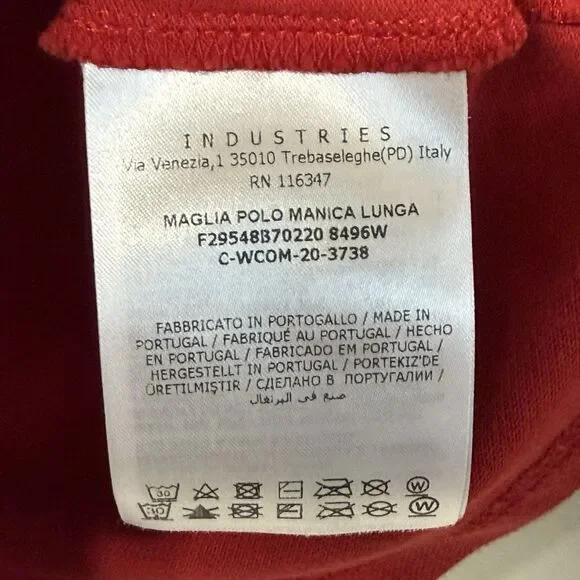 INDUSTRIES
Via Venezia,1 35010 Trebaseleghe(PD) Italy
RN 116347
MAGLIA POLO MANICA LUNGA
F29548B70220 8496W
C-WCOM-20-3738
FABBRICATO IN PORTOGALLO / MADE IN
PORTUGAL / FABRIQUÉ AU PORTUGAL / HECHO
EN PORTUGAL / FABRICADO EM PORTUGAL /
HERGESTELLT IN PORTUGAL / PORTEKIZ'DE
ÜRETILMIŞTIR / СДЕЛАНО В ПОРТУГАЛИИ /
صنع في البرتغال
30 W
30 W